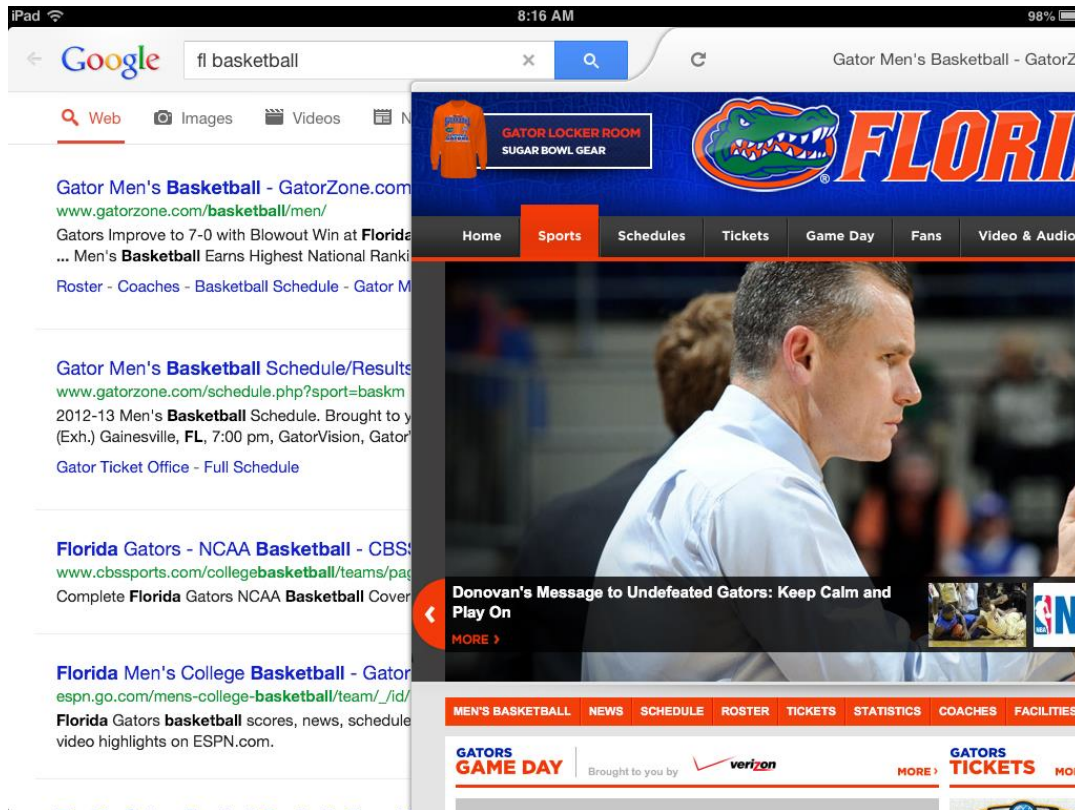 iPad
8:16 AM
98%
Google
fl basketball
Gator Men's Basketball - GatorZ
Web Images Videos N
Gator Men's Basketball - GatorZone.com
www.gatorzone.com/basketball/men/
Gators Improve to 7-0 with Blowout Win at Florida
... Men's Basketball Earns Highest National Ranki
Roster - Coaches - Basketball Schedule - Gator M
Gator Men's Basketball Schedule/Results
www.gatorzone.com/schedule.php?sport=baskm
2012-13 Men's Basketball Schedule. Brought to y
(Exh.) Gainesville, FL, 7:00 pm, GatorVision, Gator
Gator Ticket Office - Full Schedule
Florida Gators - NCAA Basketball - CBS
www.cbssports.com/collegebasketball/teams/pag
Complete Florida Gators NCAA Basketball Cover
Florida Men's College Basketball - Gator
espn.go.com/mens-college-basketball/team/_/id/
Florida Gators basketball scores, news, schedule
video highlights on ESPN.com.
GATOR LOCKER ROOM
SUGAR BOWL GEAR
FLORI
Home Sports Schedules Tickets Game Day Fans Video & Audio
Donovan's Message to Undefeated Gators: Keep Calm and
Play On
MORE ›
NBA N
MEN'S BASKETBALL NEWS SCHEDULE ROSTER TICKETS STATISTICS COACHES FACILITIES
GATORS
GAME DAY
Brought to you by
verizon
MORE ›
GATORS
TICKETS
MO